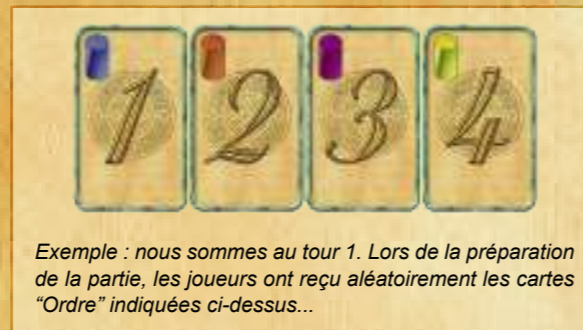 1 2 3 4
Exemple : nous sommes au tour 1. Lors de la préparation
de la partie, les joueurs ont reçu aléatoirement les cartes
“Ordre” indiquées ci-dessus...